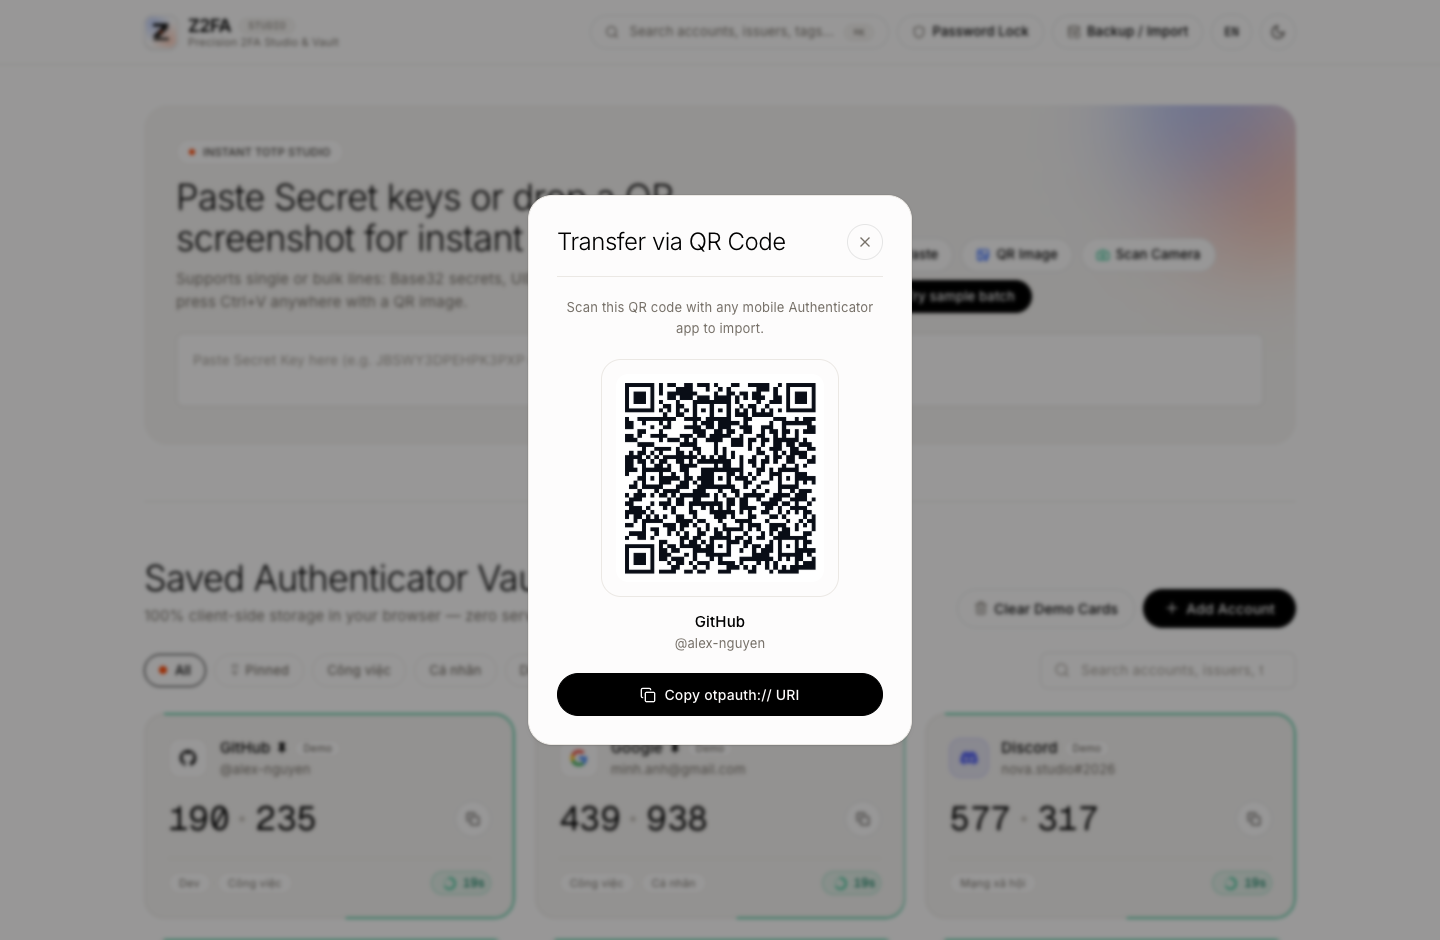 Z2FA STUDIO
Precision 2FA Studio & Vault
Search accounts, issuers, tags...
Password Lock
Backup / Import
EN
INSTANT TOTP STUDIO
Paste Secret keys or drop a QR
screenshot for instant
Supports single or bulk lines: Base32 secrets,
press Ctrl+V anywhere with a QR image.
QR Image
Scan Camera
sample batch
Paste Secret Key here (e.g. JBSWY3DPEHPK3PXP
Transfer via QR Code
Scan this QR code with any mobile Authenticator
app to import.
GitHub
@alex-nguyen
Copy otpauth:// URI
Saved Authenticator
100% client-side storage in your browser — zero
Clear Demo Cards
Add Account
All
Pinned
Công việc
Cá nhân
Search accounts, issuers, t
GitHub Demo
@alex-nguyen
190 · 235
Dev
Công việc
19s
Google Demo
minh.anh@gmail.com
439 · 938
Công việc
Cá nhân
19s
Discord Demo
nova.studio#2026
577 · 317
Mạng xã hội
19s